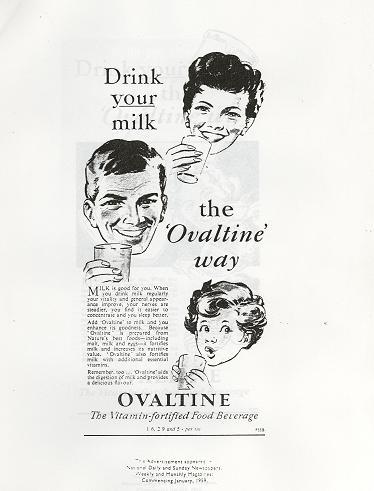 Drink
your
milk
the
'Ovaltine'
way
MILK is good for you. When
you drink milk regularly
your vitality and general appear-
ance improve, your nerves are
steadier, you find it easier to
concentrate and you sleep better.
Add 'Ovaltine' to milk and you
enhance its goodness. Because
'Ovaltine' is prepared from
Nature's best foods—including
malt, milk and eggs—it fortifies
milk and increases its nutritive
value. 'Ovaltine' also fortifies
milk with additional essential
vitamins.
Remember, too ... 'Ovaltine' aids
the digestion of milk and provides
a delicious flavour.
OVALTINE
The Vitamin-fortified Food Beverage
1/6, 2/9 and 5/- per tin
This Advertisement appeared in
National Daily and Sunday Newspapers,
Weekly and Monthly Magazines:
Commencing January, 1959.